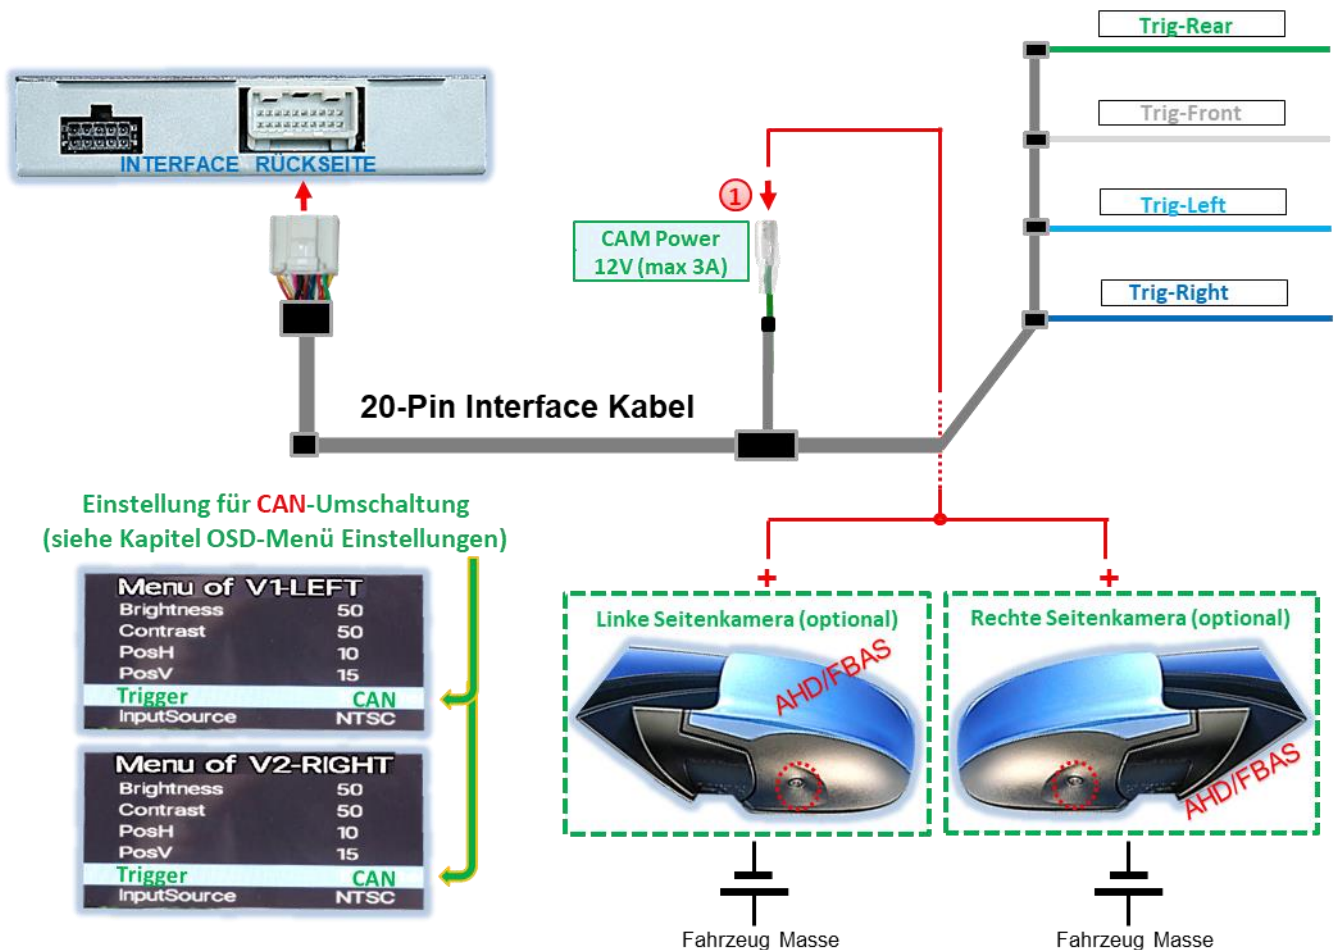 Trig-Rear
Trig-Front
Trig-Left
Trig-Right
INTERFACE RÜCKSEITE
1
CAM Power
12V (max 3A)
20-Pin Interface Kabel
Einstellung für CAN-Umschaltung
(siehe Kapitel OSD-Menü Einstellungen)
Menu of V1-LEFT
Brightness 50
Contrast 50
PosH 10
PosV 15
Trigger CAN
InputSource NTSC
Menu of V2-RIGHT
Brightness 50
Contrast 50
PosH 10
PosV 15
Trigger CAN
InputSource NTSC
+
+
Linke Seitenkamera (optional)
AHD/FBAS
Rechte Seitenkamera (optional)
AHD/FBAS
Fahrzeug Masse
Fahrzeug Masse